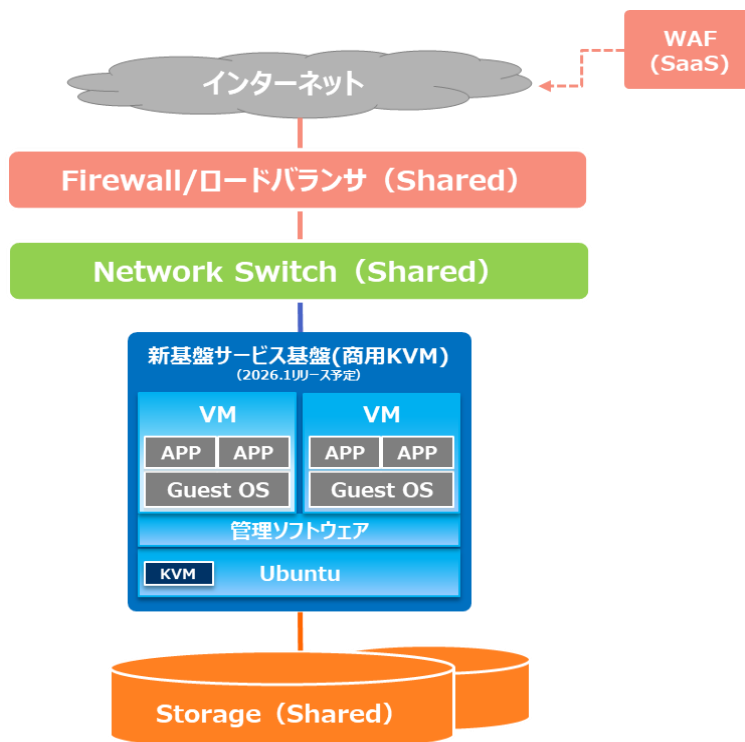 WAF
(SaaS)
インターネット
Firewall/ロードバランサ（Shared）
Network Switch（Shared）
新基盤サービス基盤(商用KVM)
（2026.1リリース予定）
VM
VM
APP APP APP APP
Guest OS Guest OS
管理ソフトウェア
KVM Ubuntu
Storage（Shared）